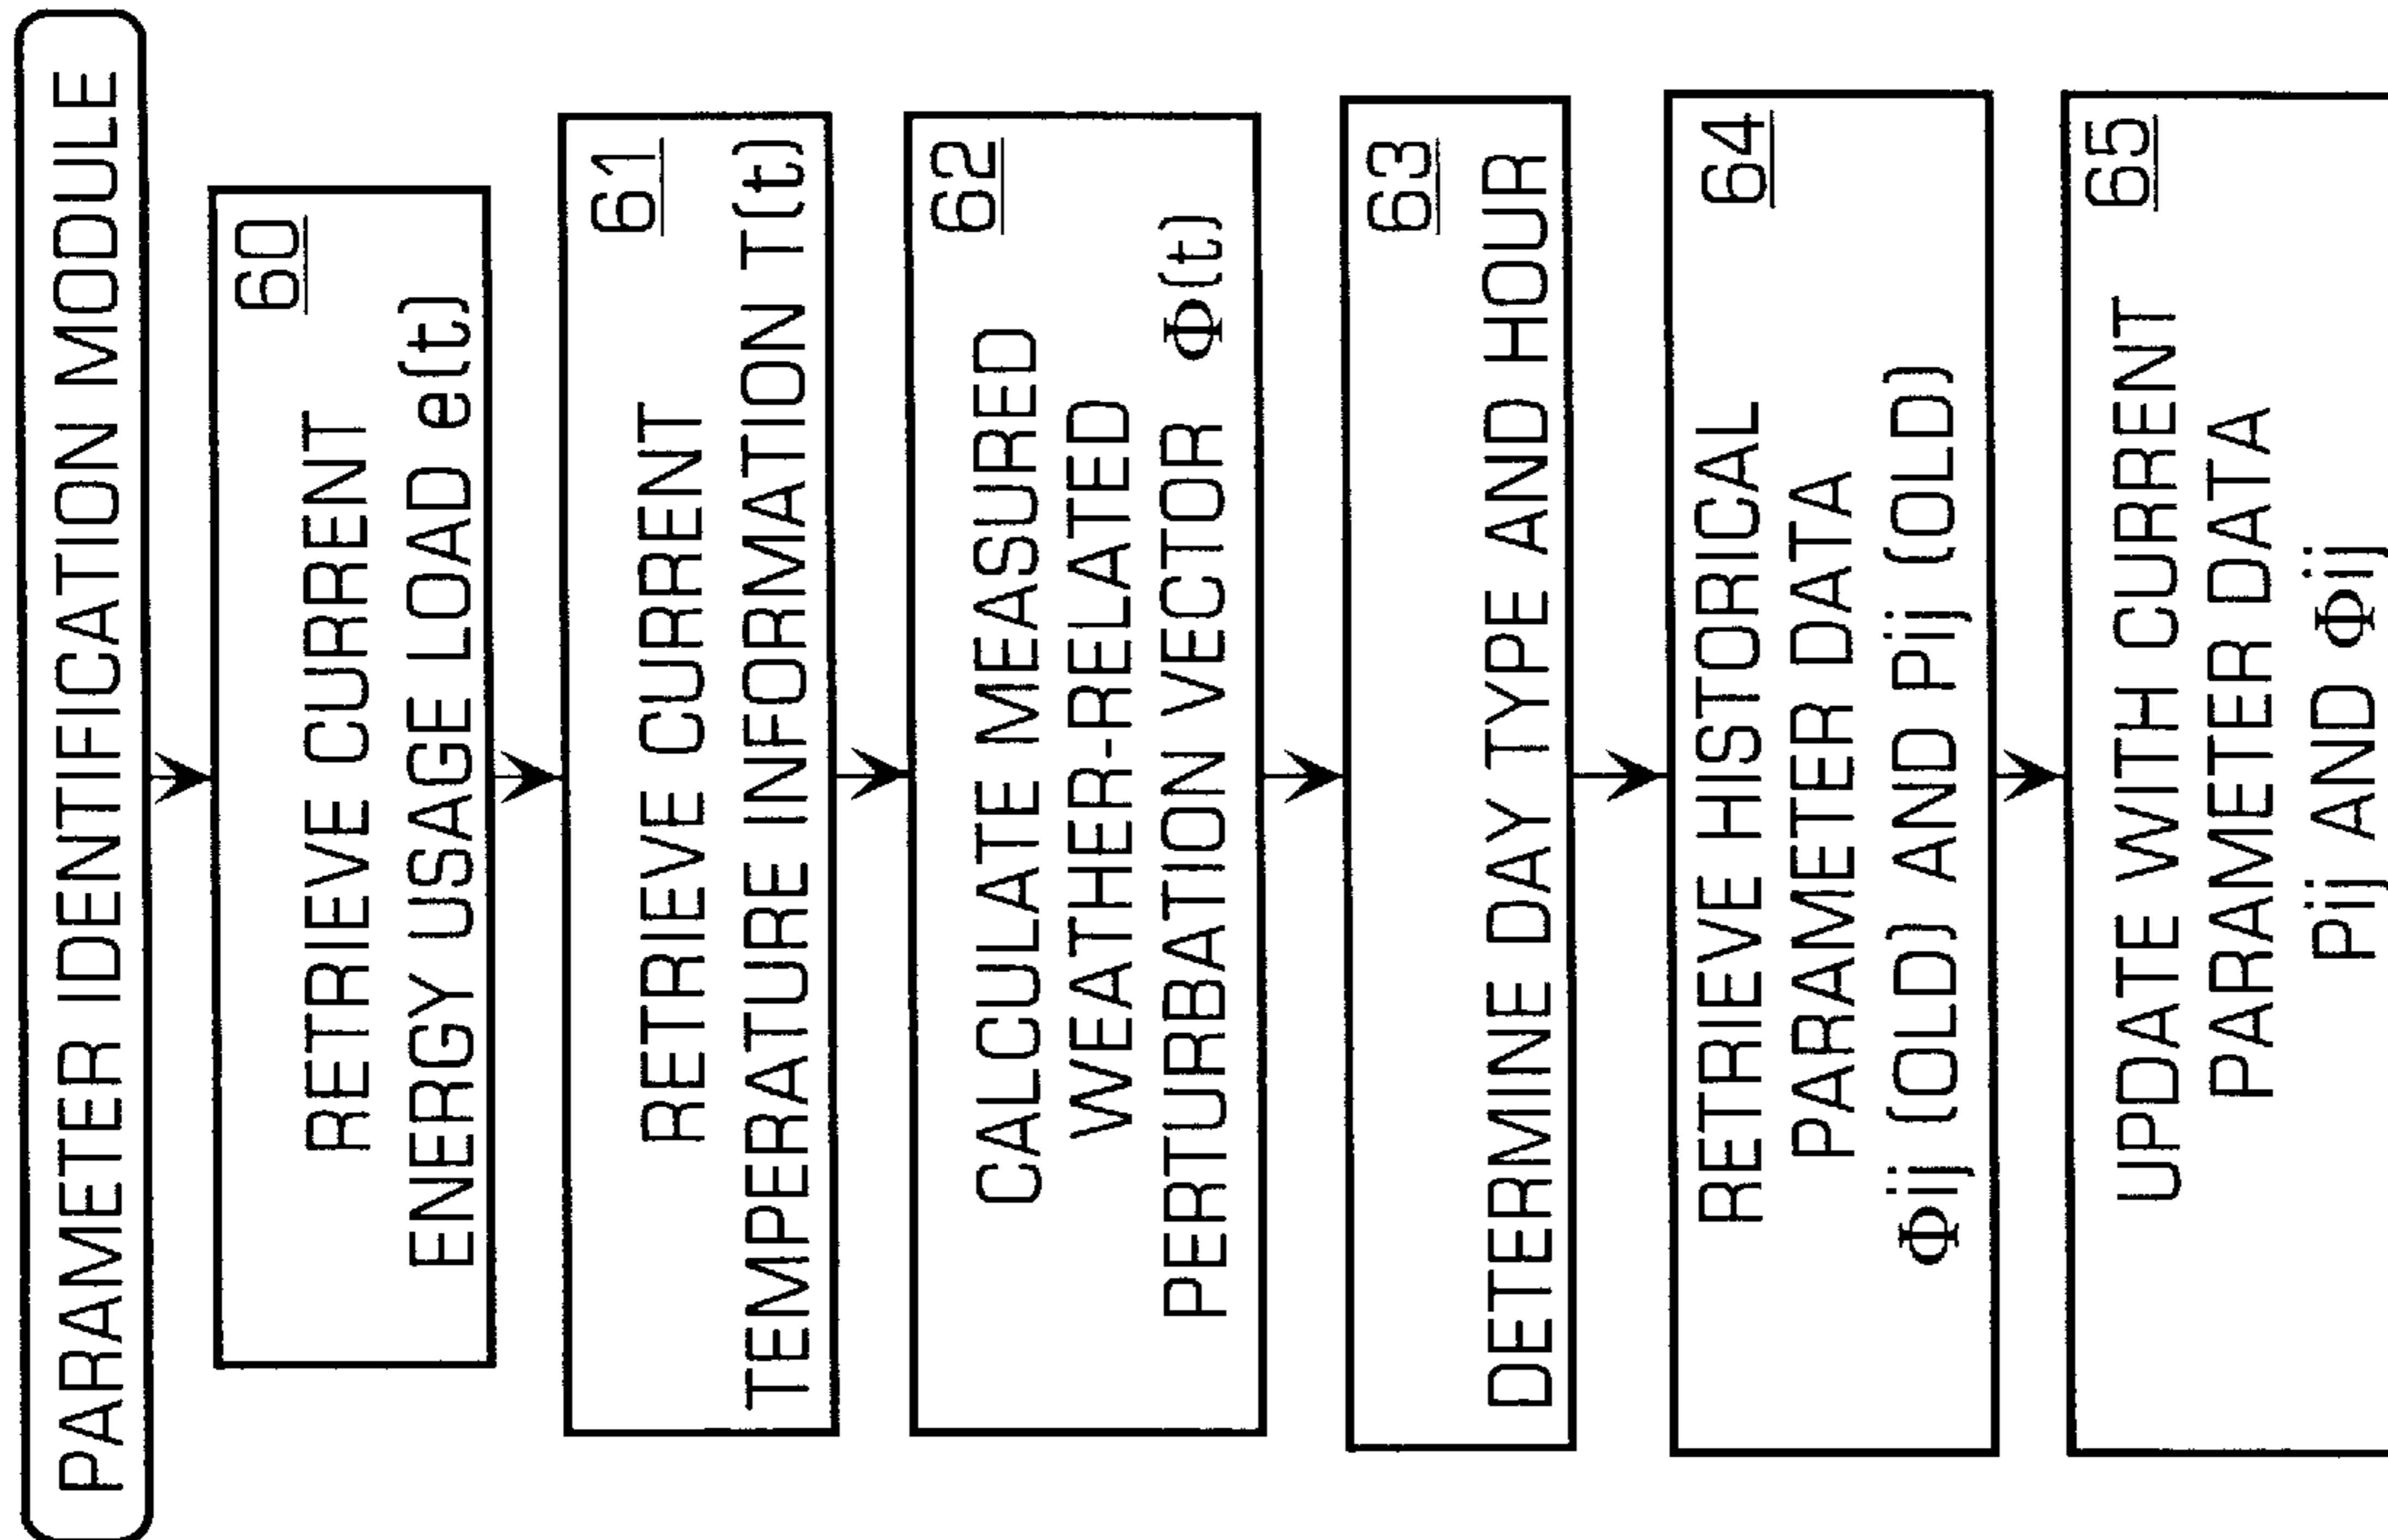 PARAMETER IDENTIFICATION MODULE
60
RETRIEVE CURRENT
ENERGY USAGE LOAD e(t)
61
RETRIEVE CURRENT
TEMPERATURE INFORMATION T(t)
62
CALCULATE MEASURED
WEATHER-RELATED
PERTURBATION VECTOR Φ(t)
63
DETERMINE DAY TYPE AND HOUR
64
RETRIEVE HISTORICAL
PARAMETER DATA
Φij (OLD) AND Pij (OLD)
65
UPDATE WITH CURRENT
PARAMETER DATA
Pij AND Φij